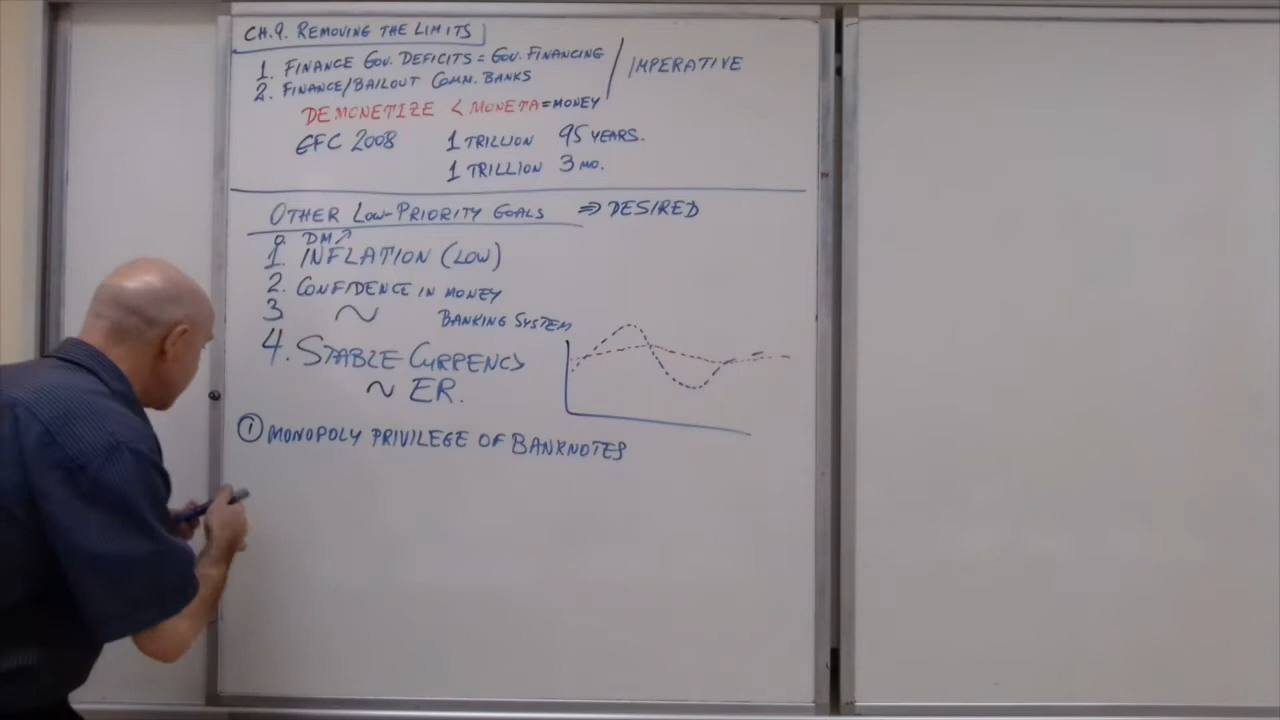 CH.9. REMOVING THE LIMITS
1. FINANCE GOV. DEFICITS = GOV. FINANCING
2. FINANCE/BAILOUT COMM. BANKS
IMPERATIVE
DEMONETIZE < MONETA = MONEY
GFC 2008 1 TRILLION 95 YEARS.
1 TRILLION 3 MO.
OTHER LOW-PRIORITY GOALS ⇒ DESIRED
0. DM ↗
1. INFLATION (LOW)
2. CONFIDENCE IN MONEY
3 ~ BANKING SYSTEM
4. STABLE CURRENCY
~ ER.
① MONOPOLY PRIVILEGE OF BANKNOTES